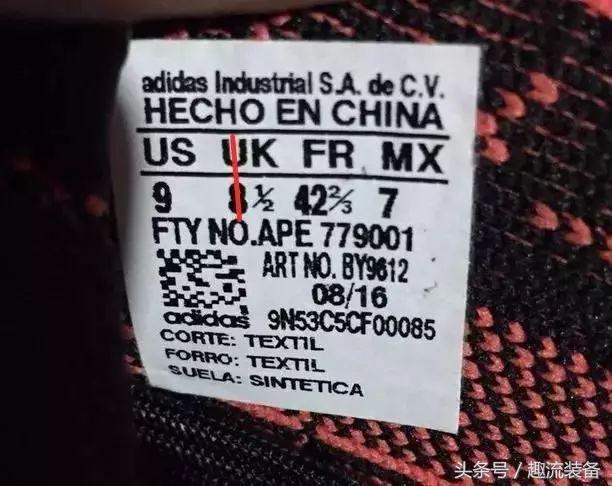 adidas Industrial S.A. de C.V.
HECHO EN CHINA
US UK FR MX
9 8½ 42⅔ 7
FTY NO.APE 779001
ART NO. BY9612
08/16
adidas 9N53C5CF00085
CORTE: TEXTIL
FORRO: TEXTIL
SUELA: SINTETICA
头条号 / 趣流装备